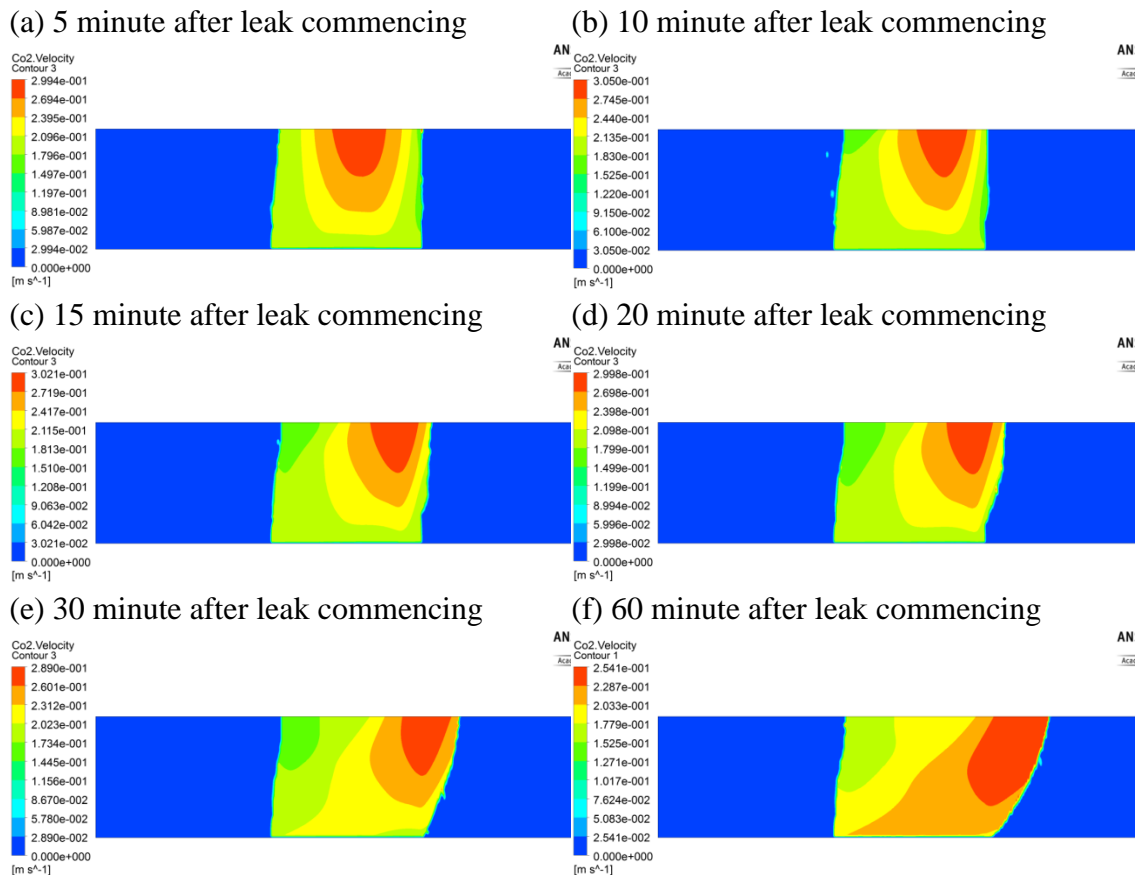 (a) 5 minute after leak commencing
AN
Co2.Velocity
Contour 3
Acac
2.994e-001
2.694e-001
2.395e-001
2.096e-001
1.796e-001
1.497e-001
1.197e-001
8.981e-002
5.987e-002
2.994e-002
0.000e+000
[m s^-1]
(b) 10 minute after leak commencing
AN
Co2.Velocity
Contour 3
Acac
3.050e-001
2.745e-001
2.440e-001
2.135e-001
1.830e-001
1.525e-001
1.220e-001
9.150e-002
6.100e-002
3.050e-002
0.000e+000
[m s^-1]
(c) 15 minute after leak commencing
AN
Co2.Velocity
Contour 3
Acac
3.021e-001
2.719e-001
2.417e-001
2.115e-001
1.813e-001
1.510e-001
1.208e-001
9.063e-002
6.042e-002
3.021e-002
0.000e+000
[m s^-1]
(d) 20 minute after leak commencing
AN
Co2.Velocity
Contour 3
Acac
2.998e-001
2.698e-001
2.398e-001
2.098e-001
1.799e-001
1.499e-001
1.199e-001
8.994e-002
5.996e-002
2.998e-002
0.000e+000
[m s^-1]
(e) 30 minute after leak commencing
AN
Co2.Velocity
Contour 3
Acac
2.890e-001
2.601e-001
2.312e-001
2.023e-001
1.734e-001
1.445e-001
1.156e-001
8.670e-002
5.780e-002
2.890e-002
0.000e+000
[m s^-1]
(f) 60 minute after leak commencing
AN
Co2.Velocity
Contour 1
Acac
2.541e-001
2.287e-001
2.033e-001
1.779e-001
1.525e-001
1.271e-001
1.017e-001
7.624e-002
5.083e-002
2.541e-002
0.000e+000
[m s^-1]